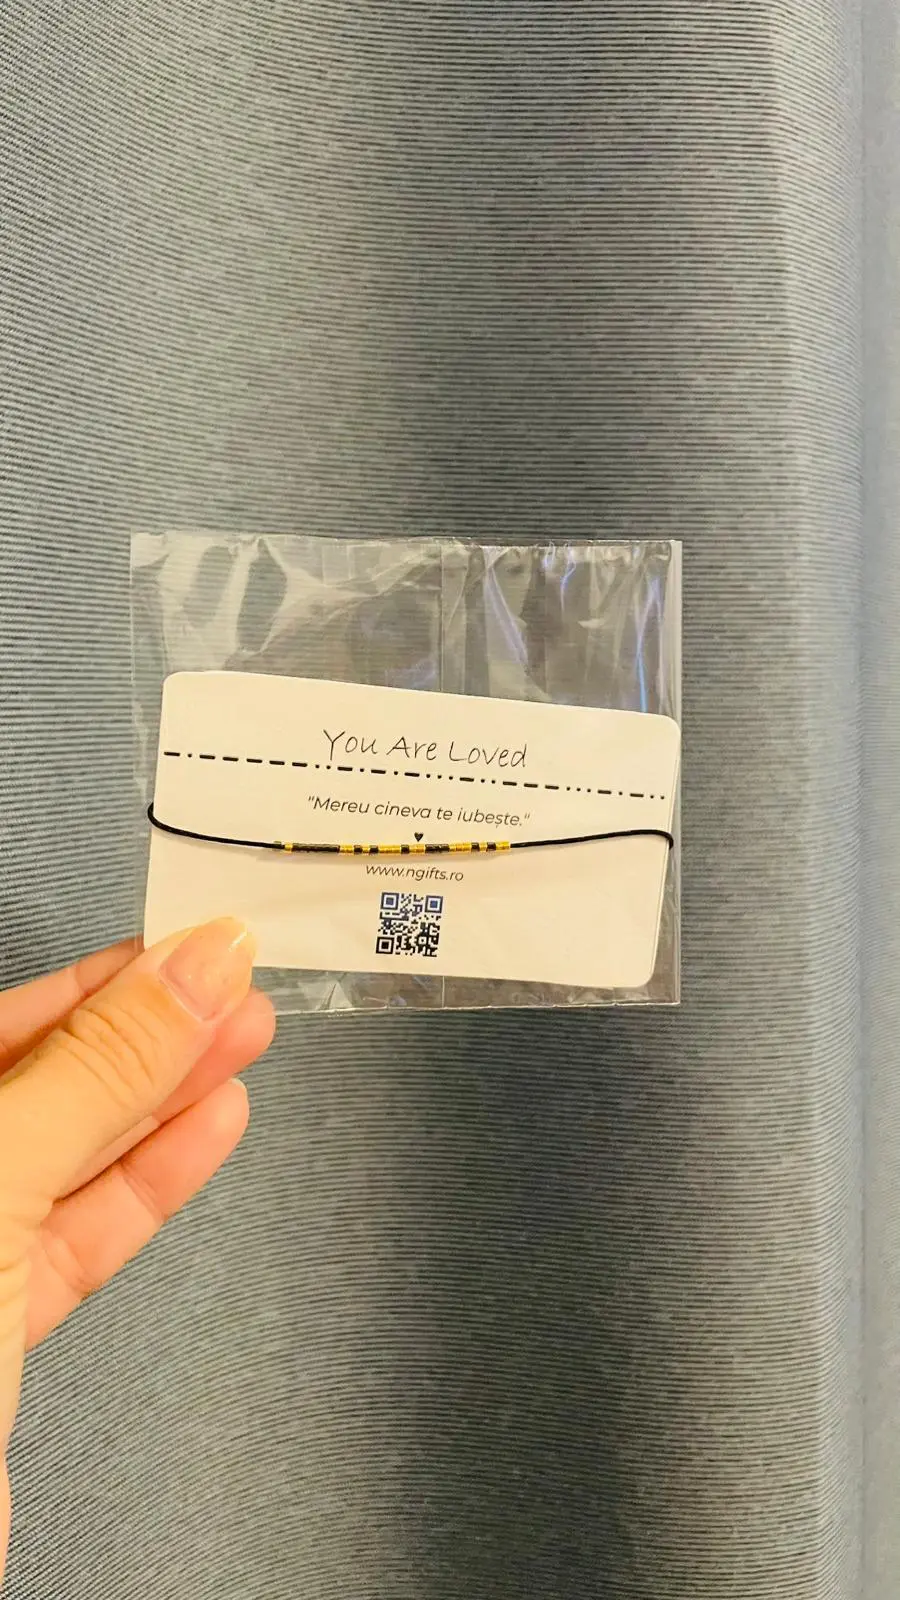 You Are Loved
"Mereu cineva te iubește."
www.ngifts.ro